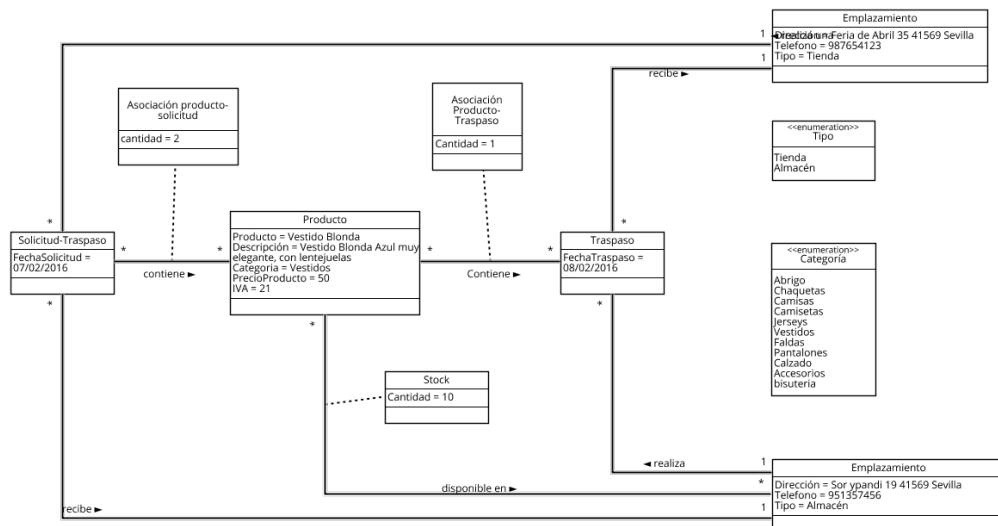 Emplazamiento
Feria de Abril 35 41569 Sevilla
Telefono = 987654123
Tipo = Tienda
1
1
recibe ►
Asociación producto-
solicitud
cantidad = 2
Asociación
Producto-
Traspaso
Cantidad = 1
<<enumeration>>
Tipo
Tienda
Almacén
*
*
Solicitud-Traspaso
FechaSolicitud =
07/02/2016
*
*
contiene ►
*
Producto
Producto = Vestido Blonda
Descripción = Vestido Blonda Azul muy
elegante, con lentejuelas
Categoria = Vestidos
PrecioProducto = 50
IVA = 21
*
*
*
Contiene ►
Traspaso
FechaTraspaso =
08/02/2016
*
<<enumeration>>
Categoría
Abrigo
Chaquetas
Camisas
Camisetas
Jerseys
Vestidos
Faldas
Pantalones
Calzado
Accesorios
bisuteria
Stock
Cantidad = 10
◄ realiza
1
disponible en ►
*
recibe ►
1
Emplazamiento
Dirección = Sor ypandi 19 41569 Sevilla
Telefono = 951357456
Tipo = Almacén